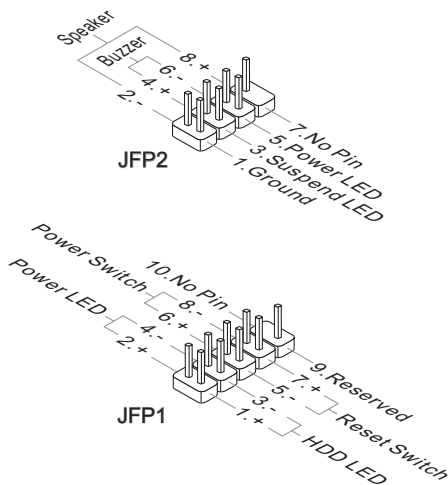 Speaker
Buzzer
8.+
6.-
4.+
2.-
7.No Pin
5.Power LED
3.Suspend LED
1.Ground
JFP2
Power Switch
Power LED
10.No Pin
8.-
6.+
4.-
2.+
9.Reserved
7.+
5.-
3.-
1.+
Reset Switch
HDD LED
JFP1